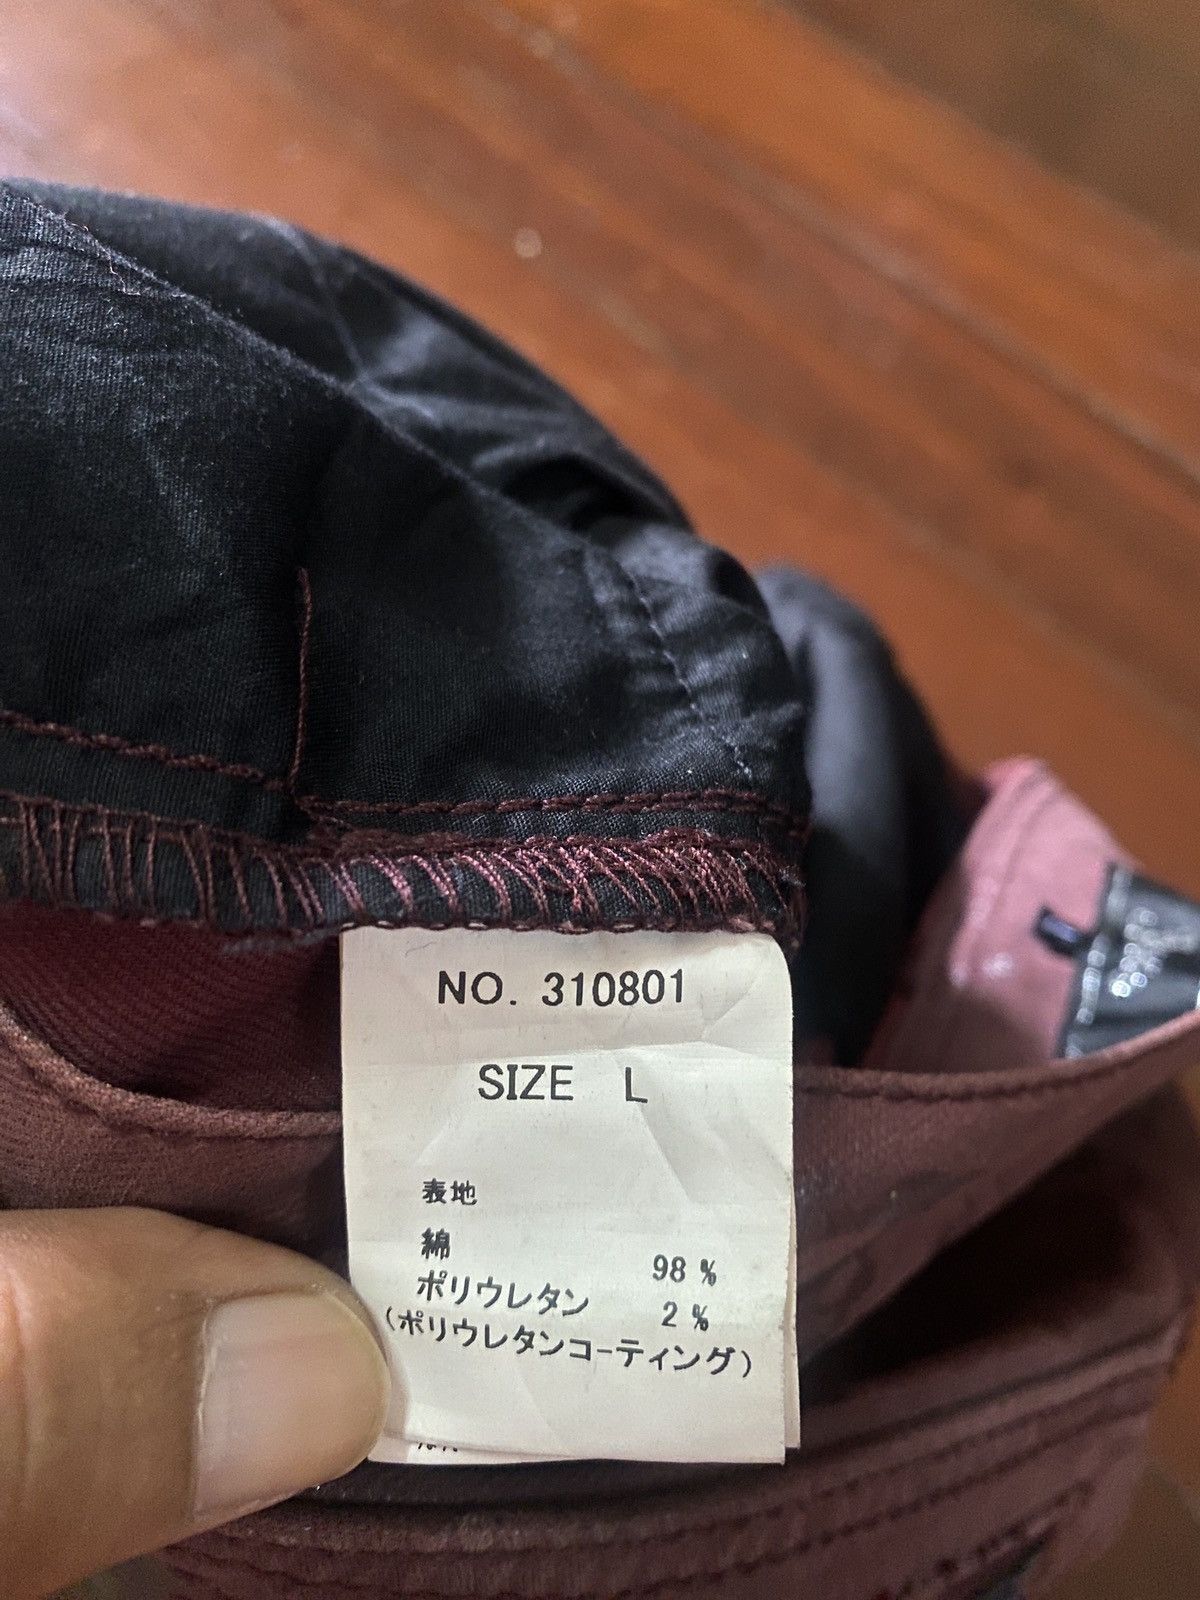 NO. 310801
SIZE L
表地
綿 98 %
ポリウレタン 2 %
(ポリウレタンコーティング)